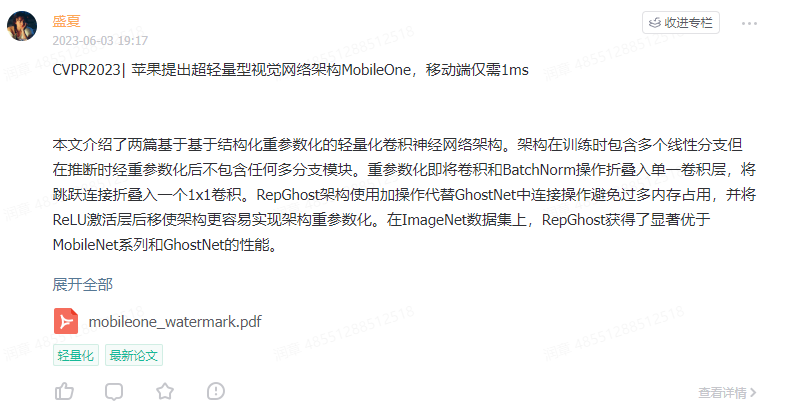 盛夏
收进专栏
2023-06-03 19:17
CVPR2023| 苹果提出超轻量型视觉网络架构MobileOne，移动端仅需1ms
本文介绍了两篇基于基于结构化重参数化的轻量化卷积神经网络架构。架构在训练时包含多个线性分支但
在推断时经重参数化后不包含任何多分支模块。重参数化即将卷积和BatchNorm操作折叠入单一卷积层，将
跳跃连接折叠入一个1x1卷积。RepGhost架构使用加操作代替GhostNet中连接操作避免过多内存占用，并将
ReLU激活层后移使架构更容易实现架构重参数化。在ImageNet数据集上，RepGhost获得了显著优于
MobileNet系列和GhostNet的性能。
展开全部
mobileone_watermark.pdf
轻量化 最新论文
查看详情